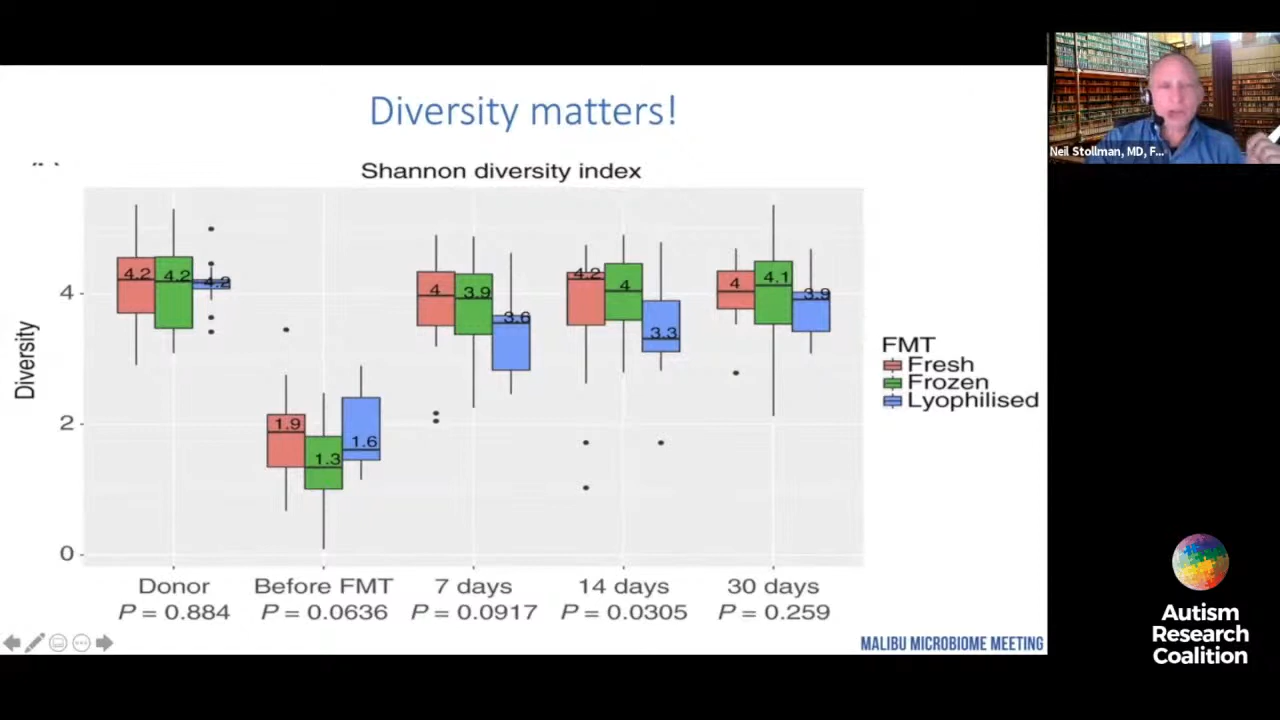 Diversity matters!
Neil Stollman, MD, F...
Shannon diversity index
Diversity
4
2
0
4.2
4.2
4.2
1.9
1.3
1.6
4
3.9
3.6
4.2
4
3.3
4
4.1
3.9
FMT
Fresh
Frozen
Lyophilised
Donor
Before FMT
7 days
14 days
30 days
P = 0.884
P = 0.0636
P = 0.0917
P = 0.0305
P = 0.259
MALIBU MICROBIOME MEETING
Autism
Research
Coalition